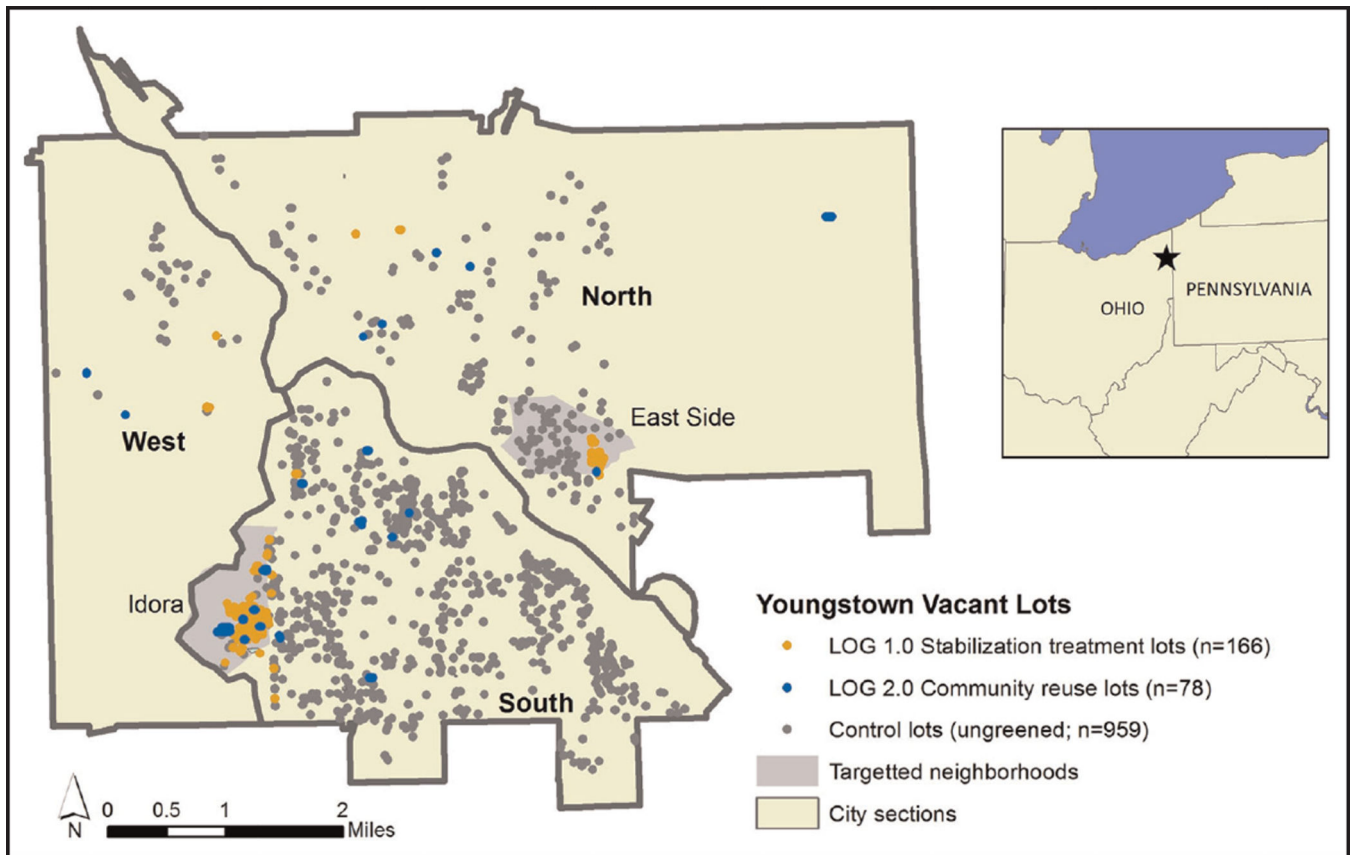 OHIO
PENNSYLVANIA
North
East Side
West
Idora
South
Youngstown Vacant Lots
LOG 1.0 Stabilization treatment lots (n=166)
LOG 2.0 Community reuse lots (n=78)
Control lots (ungreened; n=959)
Targetted neighborhoods
City sections
N
0 0.5 1 2
Miles